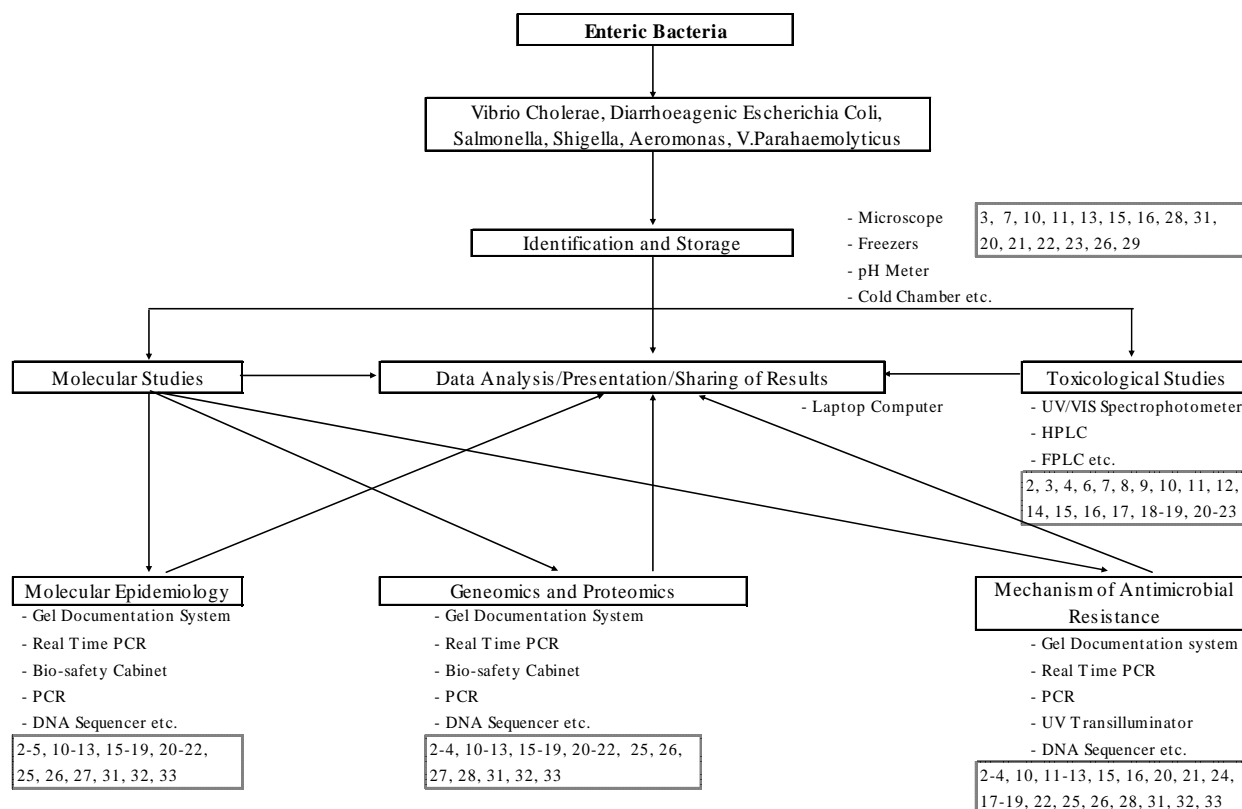 Enteric Bacteria
Vibrio Cholerae, Diarrhoeagenic Escherichia Coli,
Salmonella, Shigella, Aeromonas, V.Parahaemolyticus
Identification and Storage
- Microscope
- Freezers
- pH Meter
- Cold Chamber etc.
3, 7, 10, 11, 13, 15, 16, 28, 31,
20, 21, 22, 23, 26, 29
Molecular Studies
Data Analysis/Presentation/Sharing of Results
- Laptop Computer
Toxicological Studies
- UV/VIS Spectrophotometer
- HPLC
- FPLC etc.
2, 3, 4, 6, 7, 8, 9, 10, 11, 12,
14, 15, 16, 17, 18-19, 20-23
Molecular Epidemiology
- Gel Documentation System
- Real Time PCR
- Bio-safety Cabinet
- PCR
- DNA Sequencer etc.
2-5, 10-13, 15-19, 20-22,
25, 26, 27, 31, 32, 33
Geneomics and Proteomics
- Gel Documentation System
- Real Time PCR
- Bio-safety Cabinet
- PCR
- DNA Sequencer etc.
2-4, 10-13, 15-19, 20-22, 25, 26,
27, 28, 31, 32, 33
Mechanism of Antimicrobial
Resistance
- Gel Documentation system
- Real Time PCR
- PCR
- UV Transilluminator
- DNA Sequencer etc.
2-4, 10, 11-13, 15, 16, 20, 21, 24,
17-19, 22, 25, 26, 28, 31, 32, 33